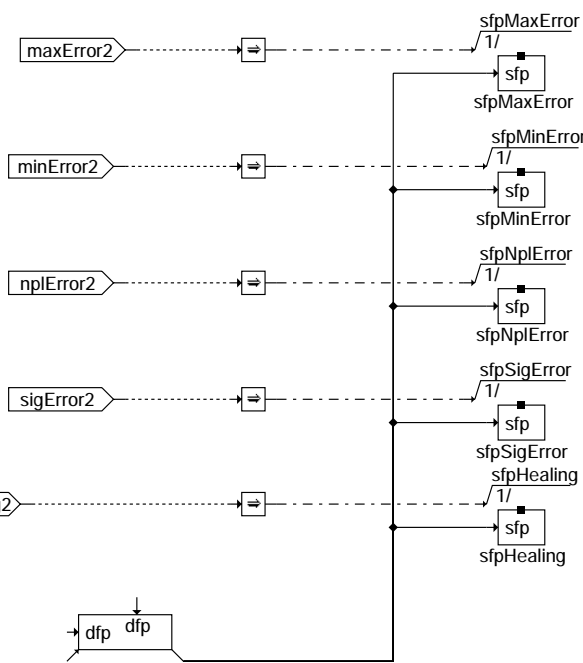 sfpMaxError
maxError2
1/
sfp
sfpMaxError
sfpMinError
minError2
1/
sfp
sfpMinError
sfpNplError
nplError2
1/
sfp
sfpNplError
sfpSigError
sigError2
1/
sfp
sfpSigError
sfpHealing
1/
sfp
sfpHealing
dfp dfp